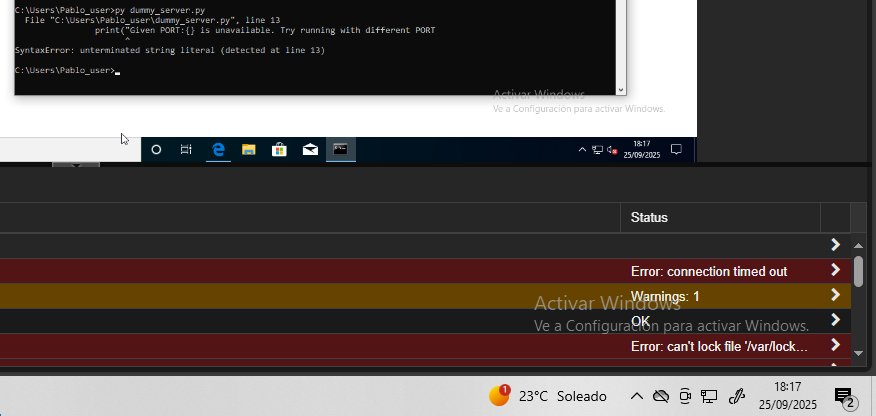 C:\Users\Pablo_user>py dummy_server.py
File "C:\Users\Pablo_user\dummy_server.py", line 13
print("Given PORT:{} is unavailable. Try running with different PORT
^
SyntaxError: unterminated string literal (detected at line 13)
C:\Users\Pablo_user>
Activar Windows
Ve a Configuración para activar Windows.
18:17
25/09/2025
Status
Error: connection timed out
Warnings: 1
OK
Error: can't lock file '/var/lock...
Activar Windows
Ve a Configuración para activar Windows.
1
23°C Soleado
18:17
25/09/2025
2